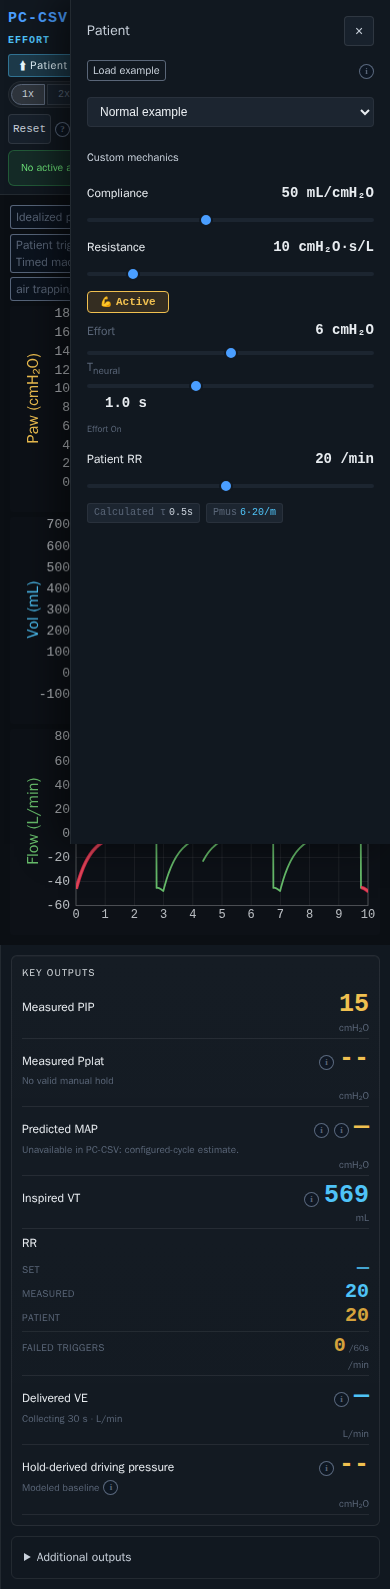 PC-CSV
EFFORT
Patient
1x 2x
Reset ?
No active a
Patient ×
Load example i
Normal example
Custom mechanics
Compliance 50 mL/cmH₂O
Resistance 10 cmH₂O·s/L
💪 Active
Effort 6 cmH₂O
Tneural
1.0 s
Effort On
Patient RR 20 /min
Calculated τ 0.5s Pmus 6·20/m
Idealized p
Patient trig
Timed mac
air trapping
Paw (cmH₂O)
18
16
14
12
10
8
6
4
2
0
Vol (mL)
700
600
500
400
300
200
100
0
-100
Flow (L/min)
80
60
40
20
0
-20
-40
-60
0 1 2 3 4 5 6 7 8 9 10
KEY OUTPUTS
Measured PIP 15
cmH₂O
Measured Pplat i --
No valid manual hold
cmH₂O
Predicted MAP i i —
Unavailable in PC-CSV: configured-cycle estimate.
cmH₂O
Inspired VT i 569
mL
RR
SET —
MEASURED 20
PATIENT 20
FAILED TRIGGERS 0 /60s
/min
Delivered VE i —
Collecting 30 s · L/min
L/min
Hold-derived driving pressure i --
Modeled baseline i
cmH₂O
▶ Additional outputs